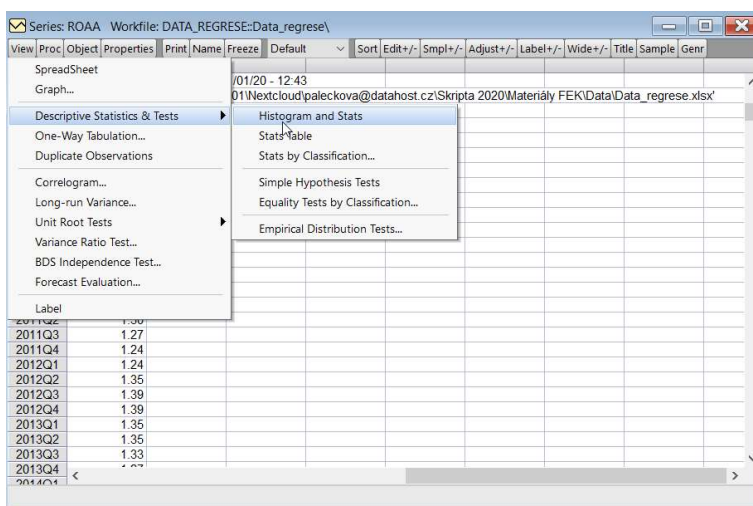 Series: ROAA Workfile: DATA_REGRESE::Data_regrese\
View Proc Object Properties Print Name Freeze Default Sort Edit+/- Smpl+/- Adjust+/- Label+/- Wide+/- Title Sample Genr
SpreadSheet
Graph...
Descriptive Statistics & Tests
One-Way Tabulation...
Duplicate Observations
Correlogram...
Long-run Variance...
Unit Root Tests
Variance Ratio Test...
BDS Independence Test...
Forecast Evaluation...
Label
/01/20 - 12:43
01\Nextcloud\paleckova@datahost.cz\Skripta 2020\Materiály FEK\Data\Data_regrese.xlsx'
Histogram and Stats
Stats Table
Stats by Classification...
Simple Hypothesis Tests
Equality Tests by Classification...
Empirical Distribution Tests...
2011Q2
2011Q3 1.27
2011Q4 1.24
2012Q1 1.24
2012Q2 1.35
2012Q3 1.39
2012Q4 1.39
2013Q1 1.35
2013Q2 1.35
2013Q3 1.33
2013Q4
2014Q1